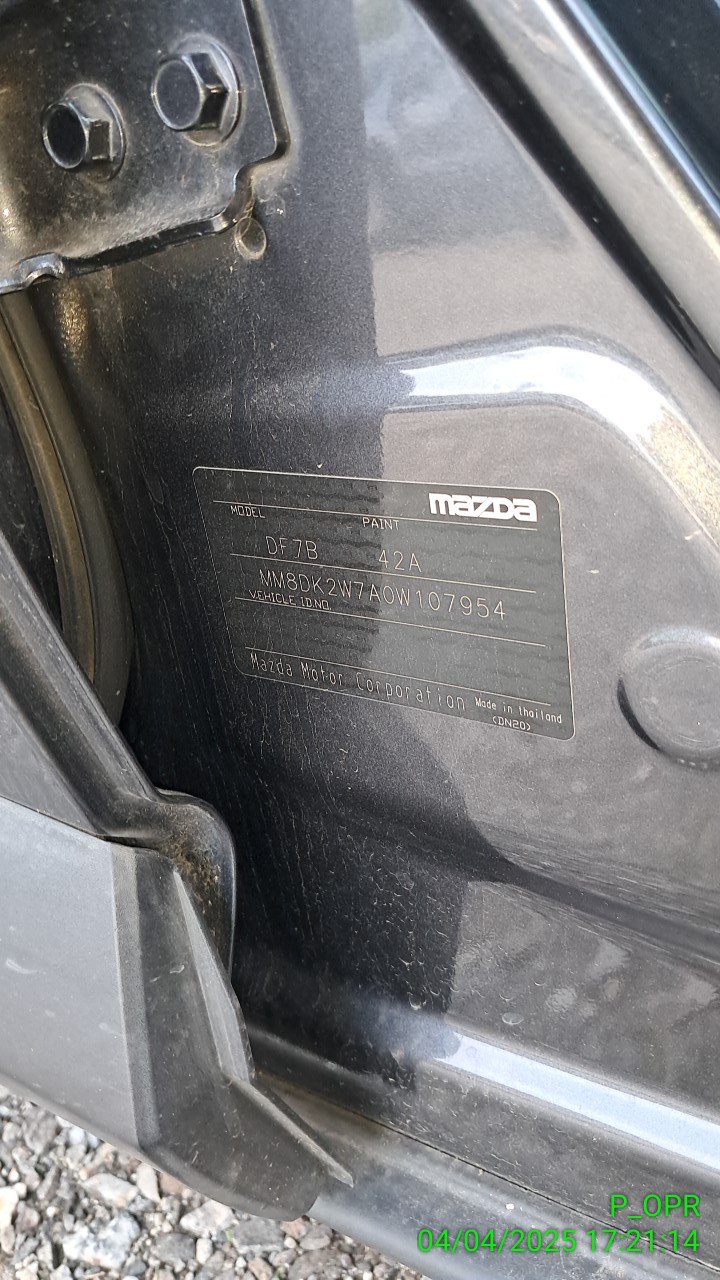 mazda
MODEL PAINT
DF7B 42A
MM8DK2W7A0W107954
VEHICLE ID.NO.
Mazda Motor Corporation Made in thailand
(DN20)
P_OPR
04/04/2025 17:21:14